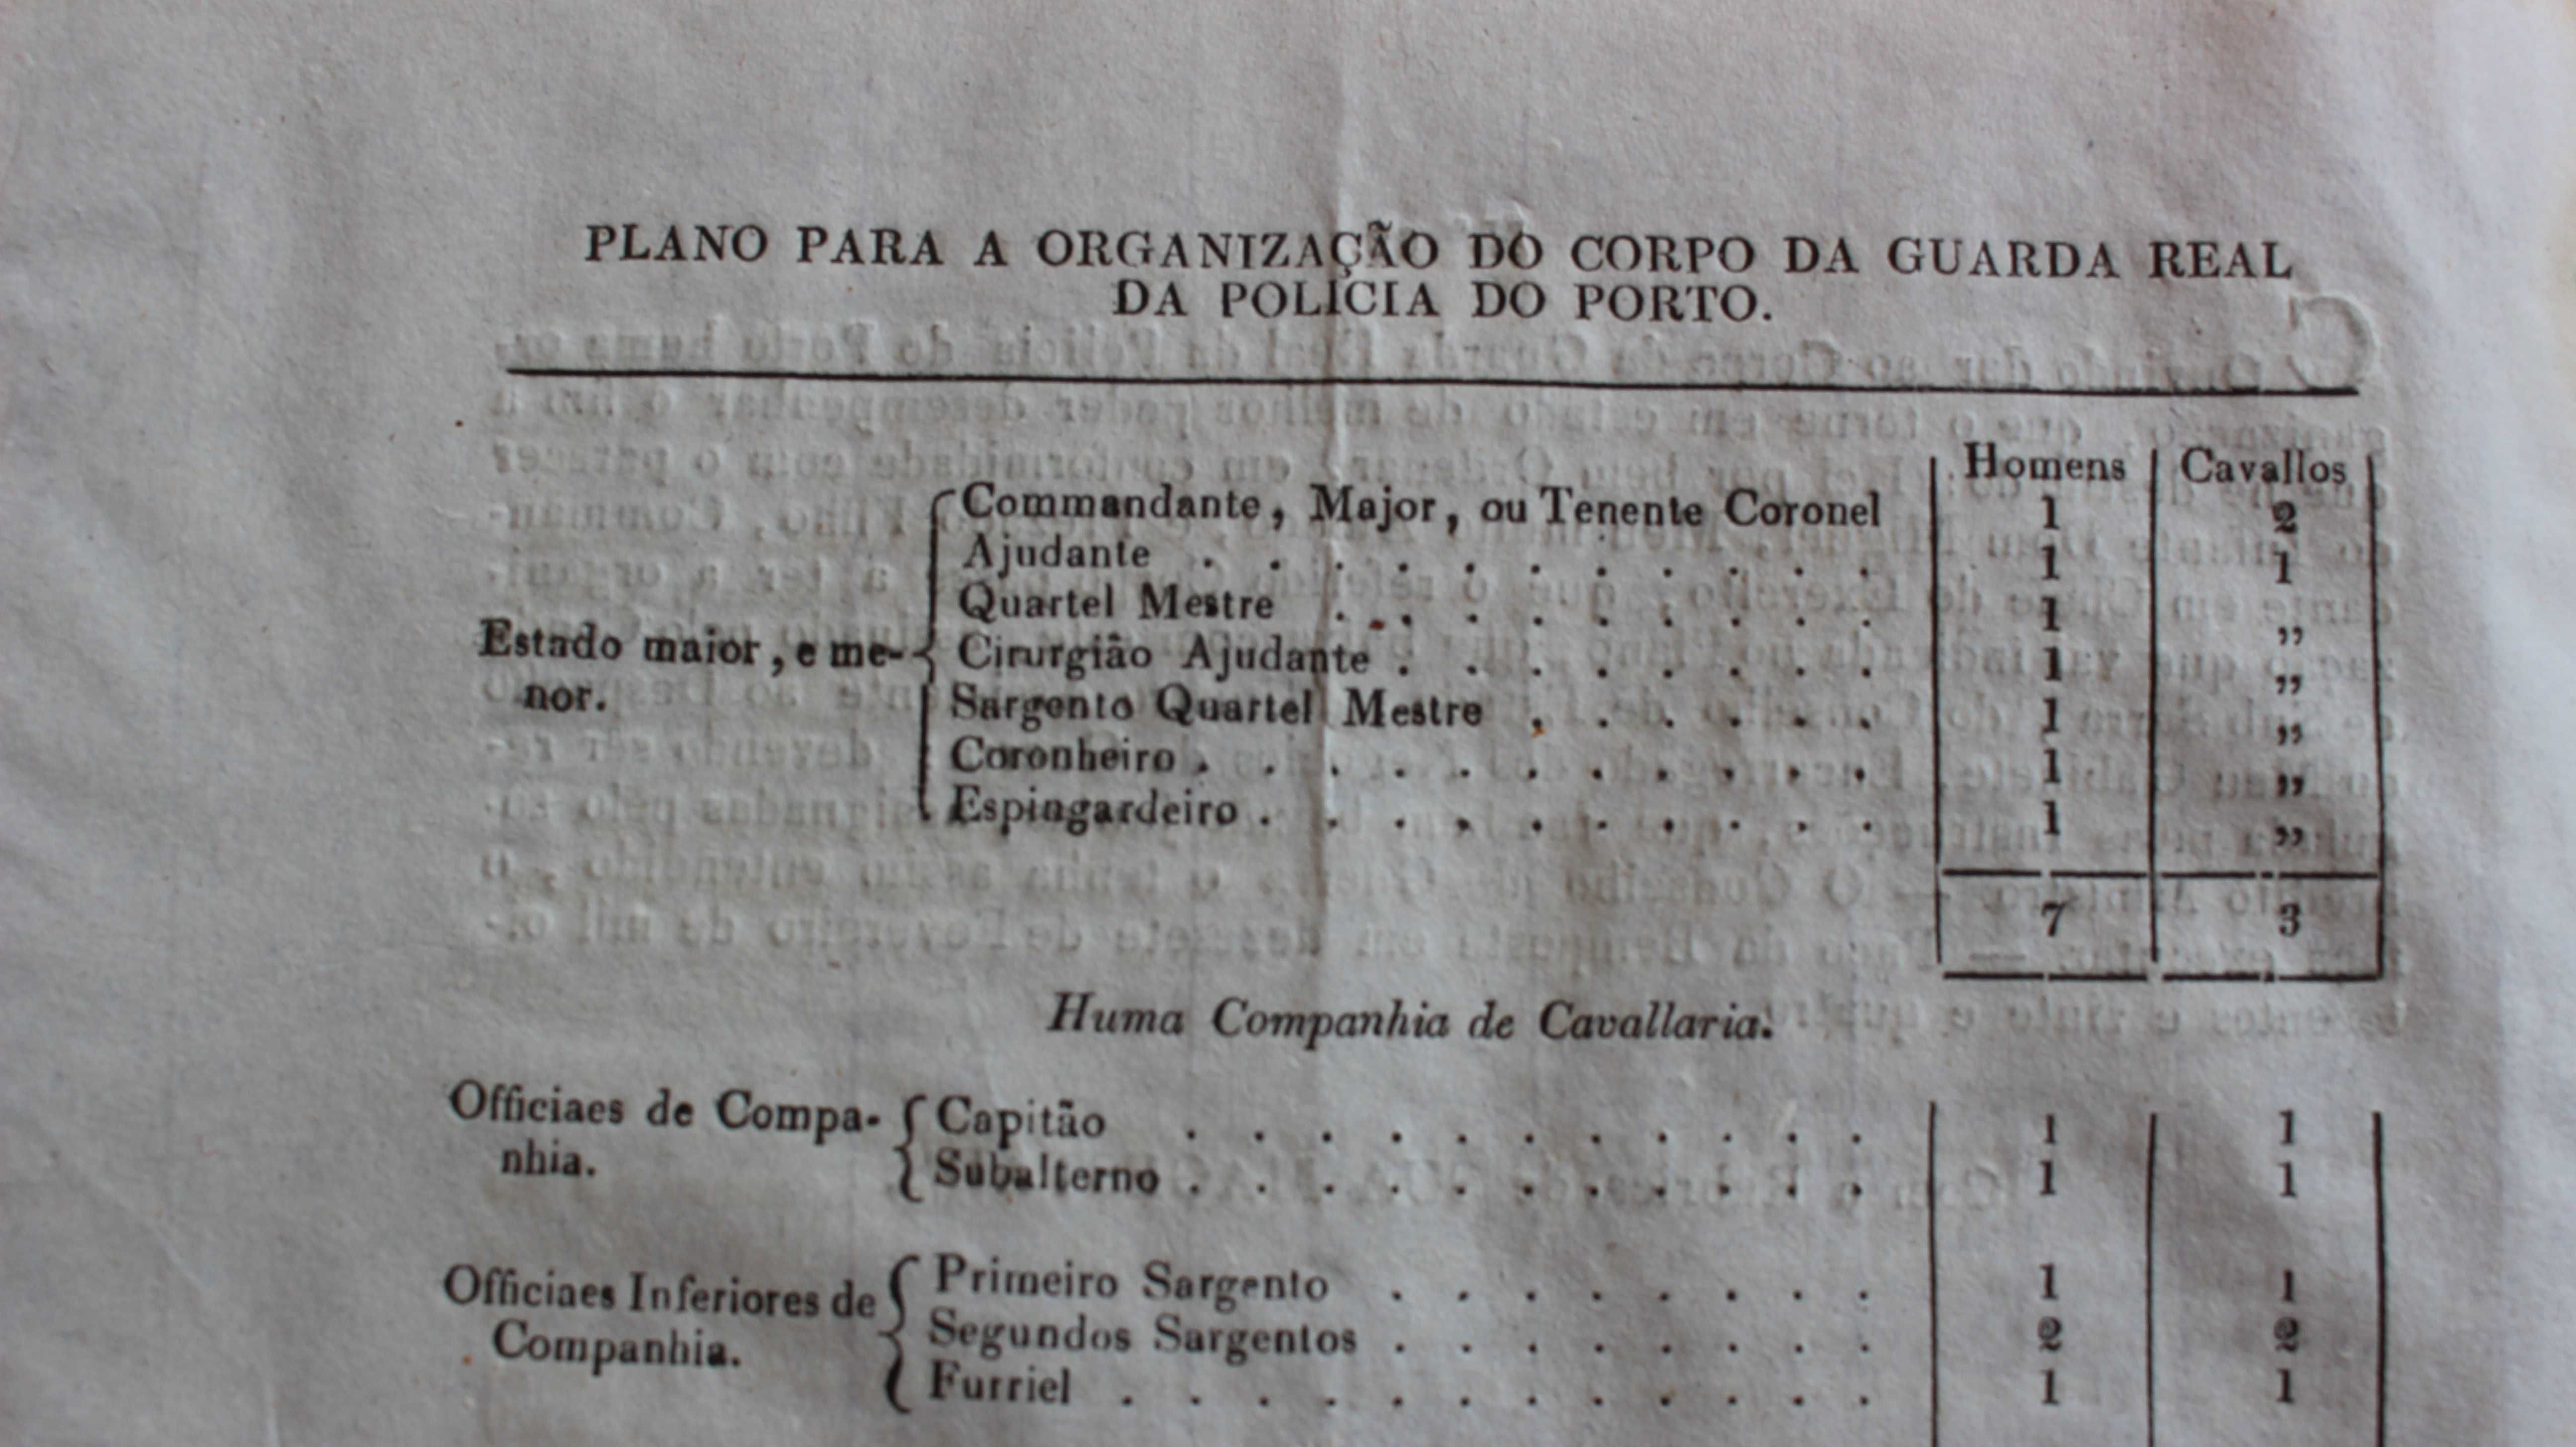 PLANO PARA A ORGANIZAÇÃO DO CORPO DA GUARDA REAL
DA POLICIA DO PORTO.
Homens Cavallos
Commandante, Major, ou Tenente Coronel 1 2
Ajudante . . . . . . . . . . . 1 1
Quartel Mestre . . . . . . . . . 1 ,,
Estado maior, e me-
nor.
Cirurgião Ajudante . . . . . . . . 1 ,,
Sargento Quartel Mestre , . . . . . 1 ,,
Coronheiro . . . . . . . . . . . 1 ,,
Espingardeiro . . . . . . . . . . 1 ,,
7 3
Huma Companhia de Cavallaria.
Officiaes de Compa-
nhia.
Capitão . . . . . . . . . . . 1 1
Subalterno . . . . . . . . . . . 1 1
Officiaes Inferiores de
Companhia.
Primeiro Sargento . . . . . . . . 1 1
Segundos Sargentos . . . . . . . . 2 2
Furriel . . . . . . . . . . . . 1 1